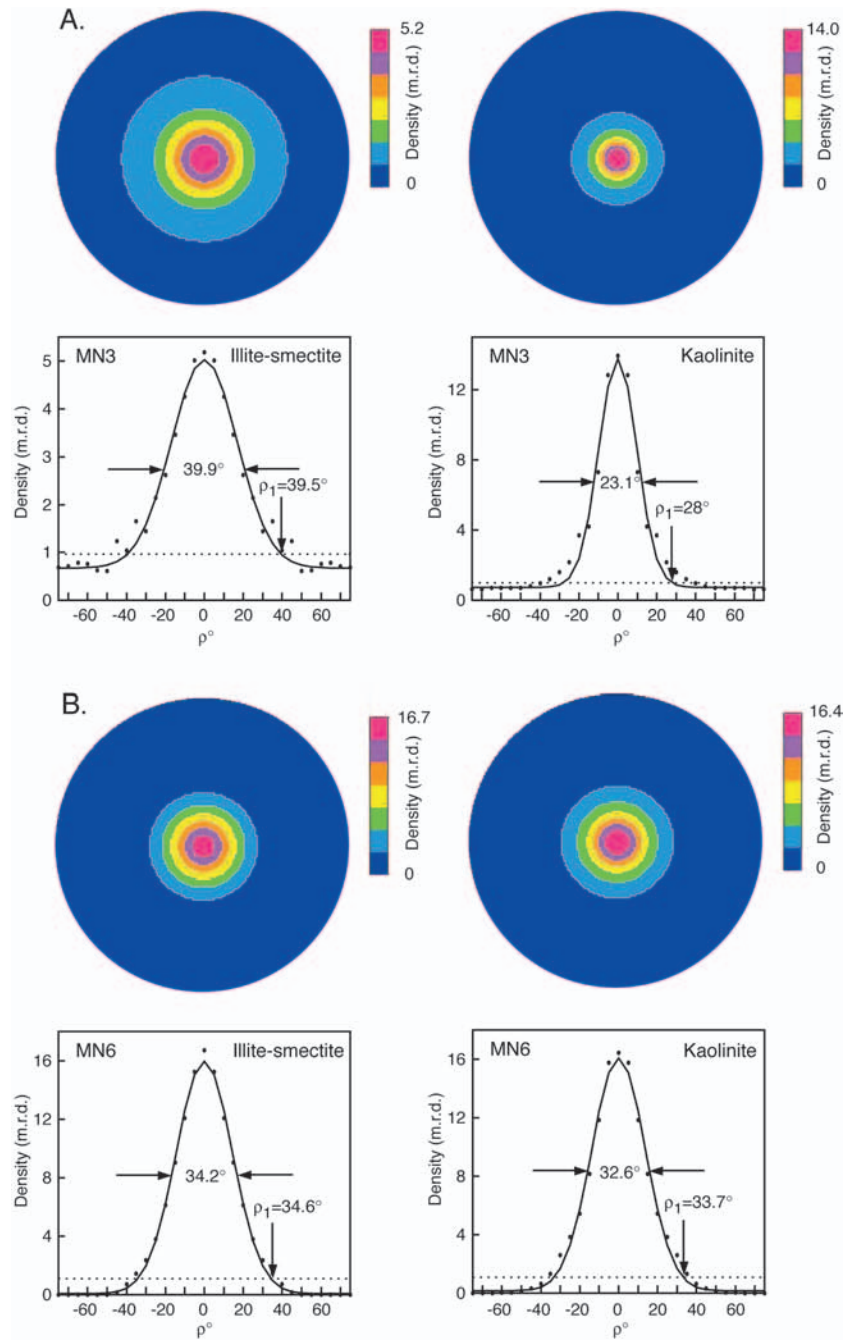 A.
5.2
Density (m.r.d.)
0
14.0
Density (m.r.d.)
0
MN3 Illite-smectite
5
4
3
2
1
0
Density (m.r.d.)
39.9°
ρ1=39.5°
-60 -40 -20 0 20 40 60
ρ°
MN3 Kaolinite
12
8
4
0
Density (m.r.d.)
23.1°
ρ1=28°
-60 -40 -20 0 20 40 60
ρ°
B.
16.7
Density (m.r.d.)
0
16.4
Density (m.r.d.)
0
MN6 Illite-smectite
16
12
8
4
0
Density (m.r.d.)
34.2°
ρ1=34.6°
-60 -40 -20 0 20 40 60
ρ°
MN6 Kaolinite
16
12
8
4
0
Density (m.r.d.)
32.6°
ρ1=33.7°
-60 -40 -20 0 20 40 60
ρ°